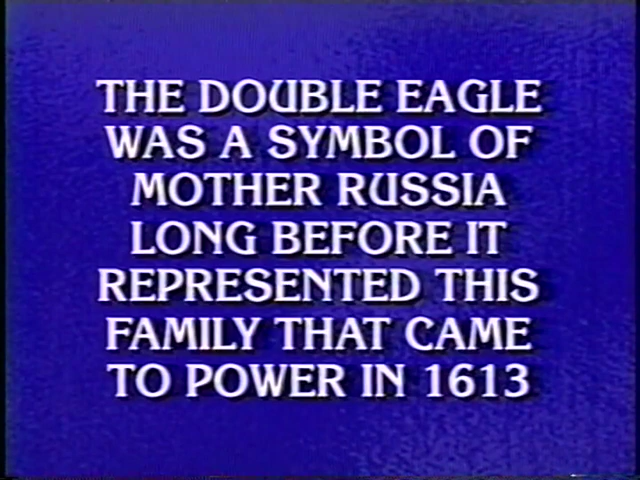 THE DOUBLE EAGLE
WAS A SYMBOL OF
MOTHER RUSSIA
LONG BEFORE IT
REPRESENTED THIS
FAMILY THAT CAME
TO POWER IN 1613